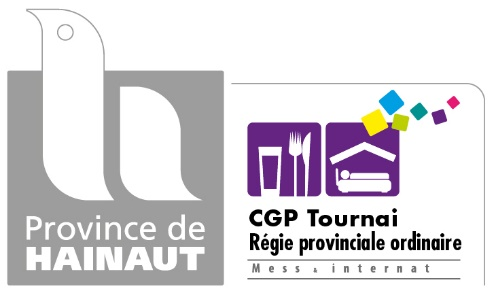 Province de
HAINAUT
CGP Tournai
Régie provinciale ordinaire
Mess & internat